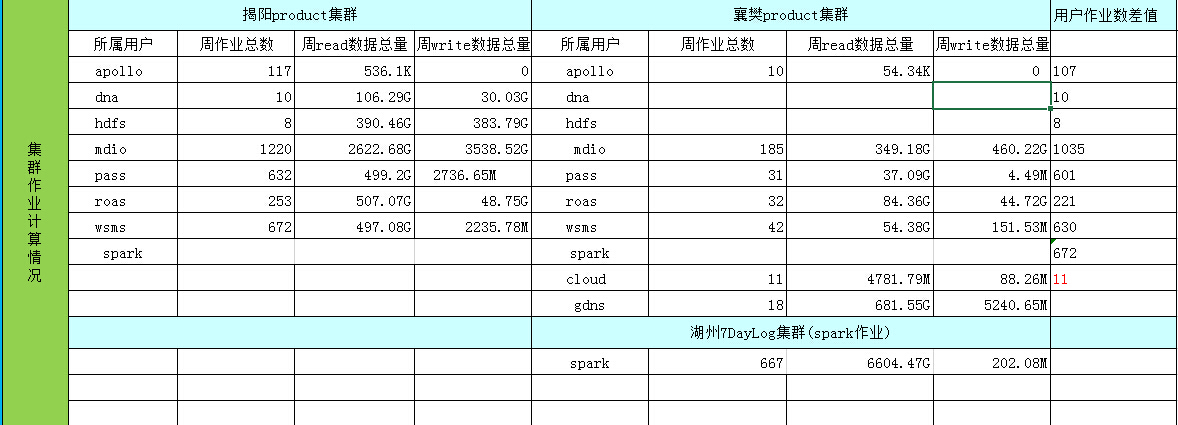 揭阳product集群 襄樊product集群 用户作业数差值
所属用户 周作业总数 周read数据总量 周write数据总量 所属用户 周作业总数 周read数据总量 周write数据总量
apollo 117 536.1K 0 apollo 10 54.34K 0 107
dna 10 106.29G 30.03G dna 10
hdfs 8 390.46G 383.79G hdfs 8
mdio 1220 2622.68G 3538.52G mdio 185 349.18G 460.22G 1035
pass 632 499.2G 2736.65M pass 31 37.09G 4.49M 601
roas 253 507.07G 48.75G roas 32 84.36G 44.72G 221
wsms 672 497.08G 2235.78M wsms 42 54.38G 151.53M 630
spark spark 672
cloud 11 4781.79M 88.26M 11
gdns 18 681.55G 5240.65M
湖州7DayLog集群(spark作业)
spark 667 6604.47G 202.08M
集群作业计算情况